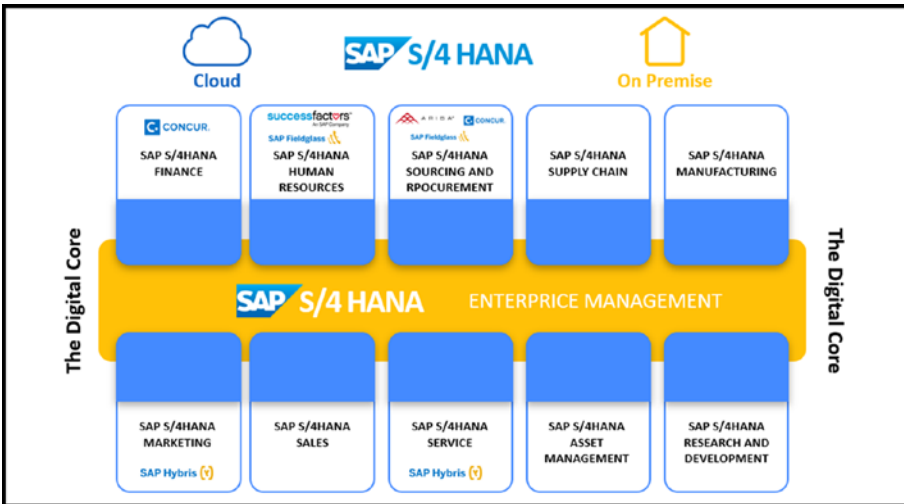 SAP S/4 HANA
Cloud
On Premise
CONCUR.
SAP S/4HANA
FINANCE
successfactors™
An SAP Company
SAP Fieldglass
SAP S/4HANA
HUMAN
RESOURCES
ARIBA
CONCUR.
SAP Fieldglass
SAP S/4HANA
SOURCING AND
RPOCUREMENT
SAP S/4HANA
SUPPLY CHAIN
SAP S/4HANA
MANUFACTURING
The Digital Core
SAP S/4 HANA ENTERPRICE MANAGEMENT
The Digital Core
SAP S/4HANA
MARKETING
SAP Hybris (Y)
SAP S/4HANA
SALES
SAP S/4HANA
SERVICE
SAP Hybris (Y)
SAP S/4HANA
ASSET
MANAGEMENT
SAP S/4HANA
RESEARCH AND
DEVELOPMENT